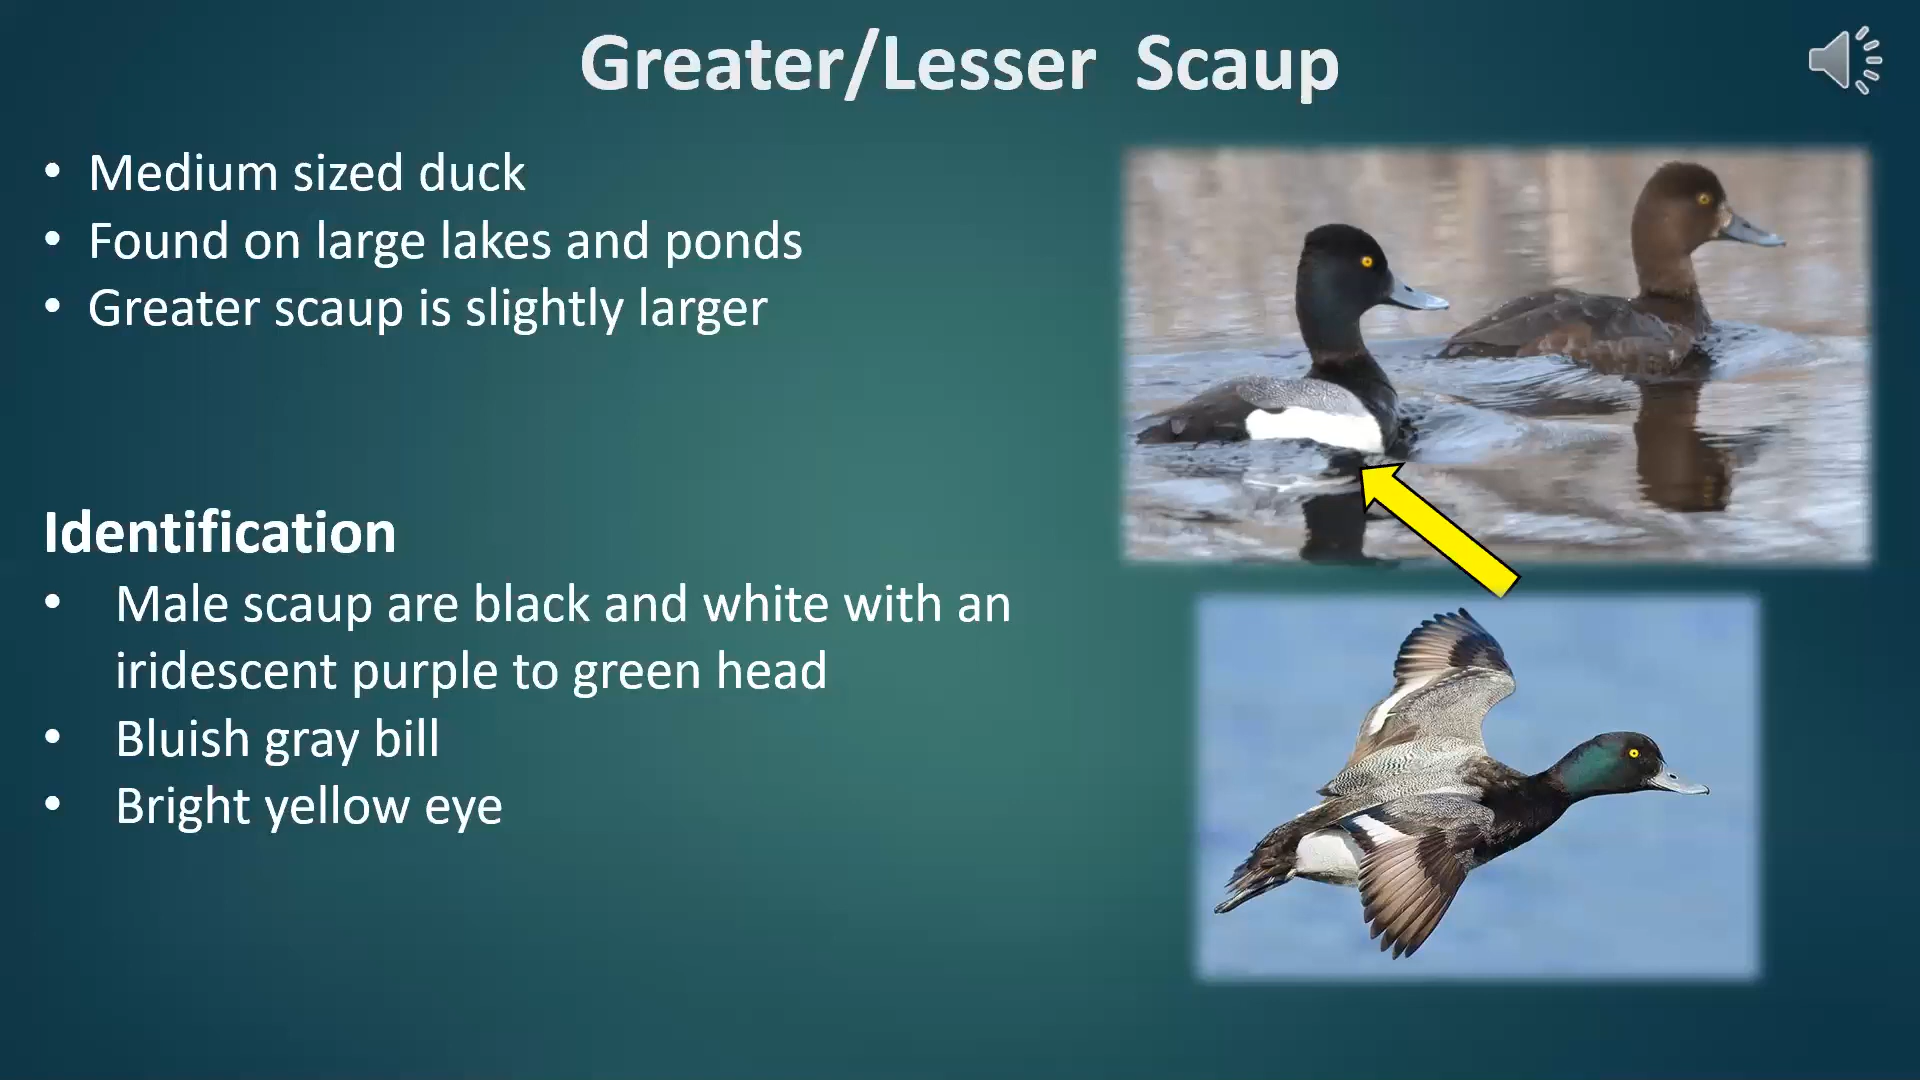 Greater/Lesser Scaup
• Medium sized duck
• Found on large lakes and ponds
• Greater scaup is slightly larger
Identification
• Male scaup are black and white with an
iridescent purple to green head
• Bluish gray bill
• Bright yellow eye